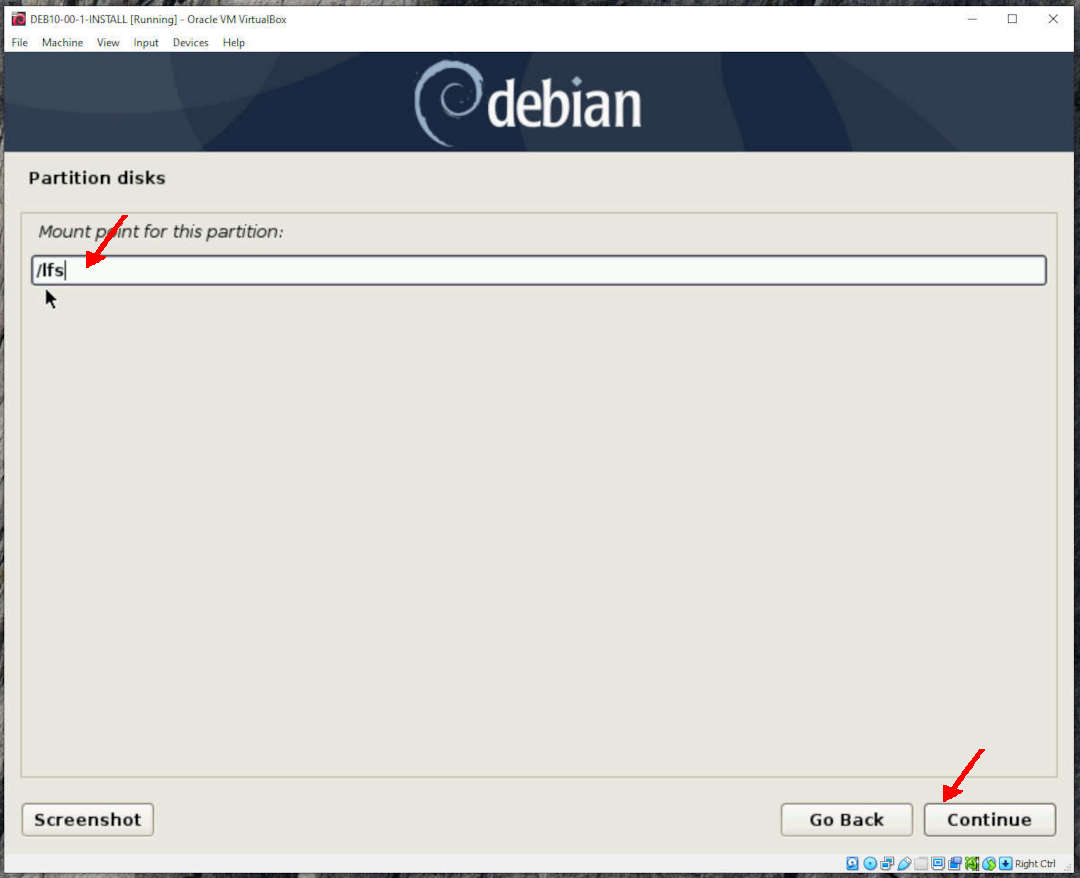 DEB10-00-1-INSTALL [Running] - Oracle VM VirtualBox
File Machine View Input Devices Help
debian
Partition disks
Mount point for this partition:
/lfs
Screenshot Go Back Continue
Right Ctrl